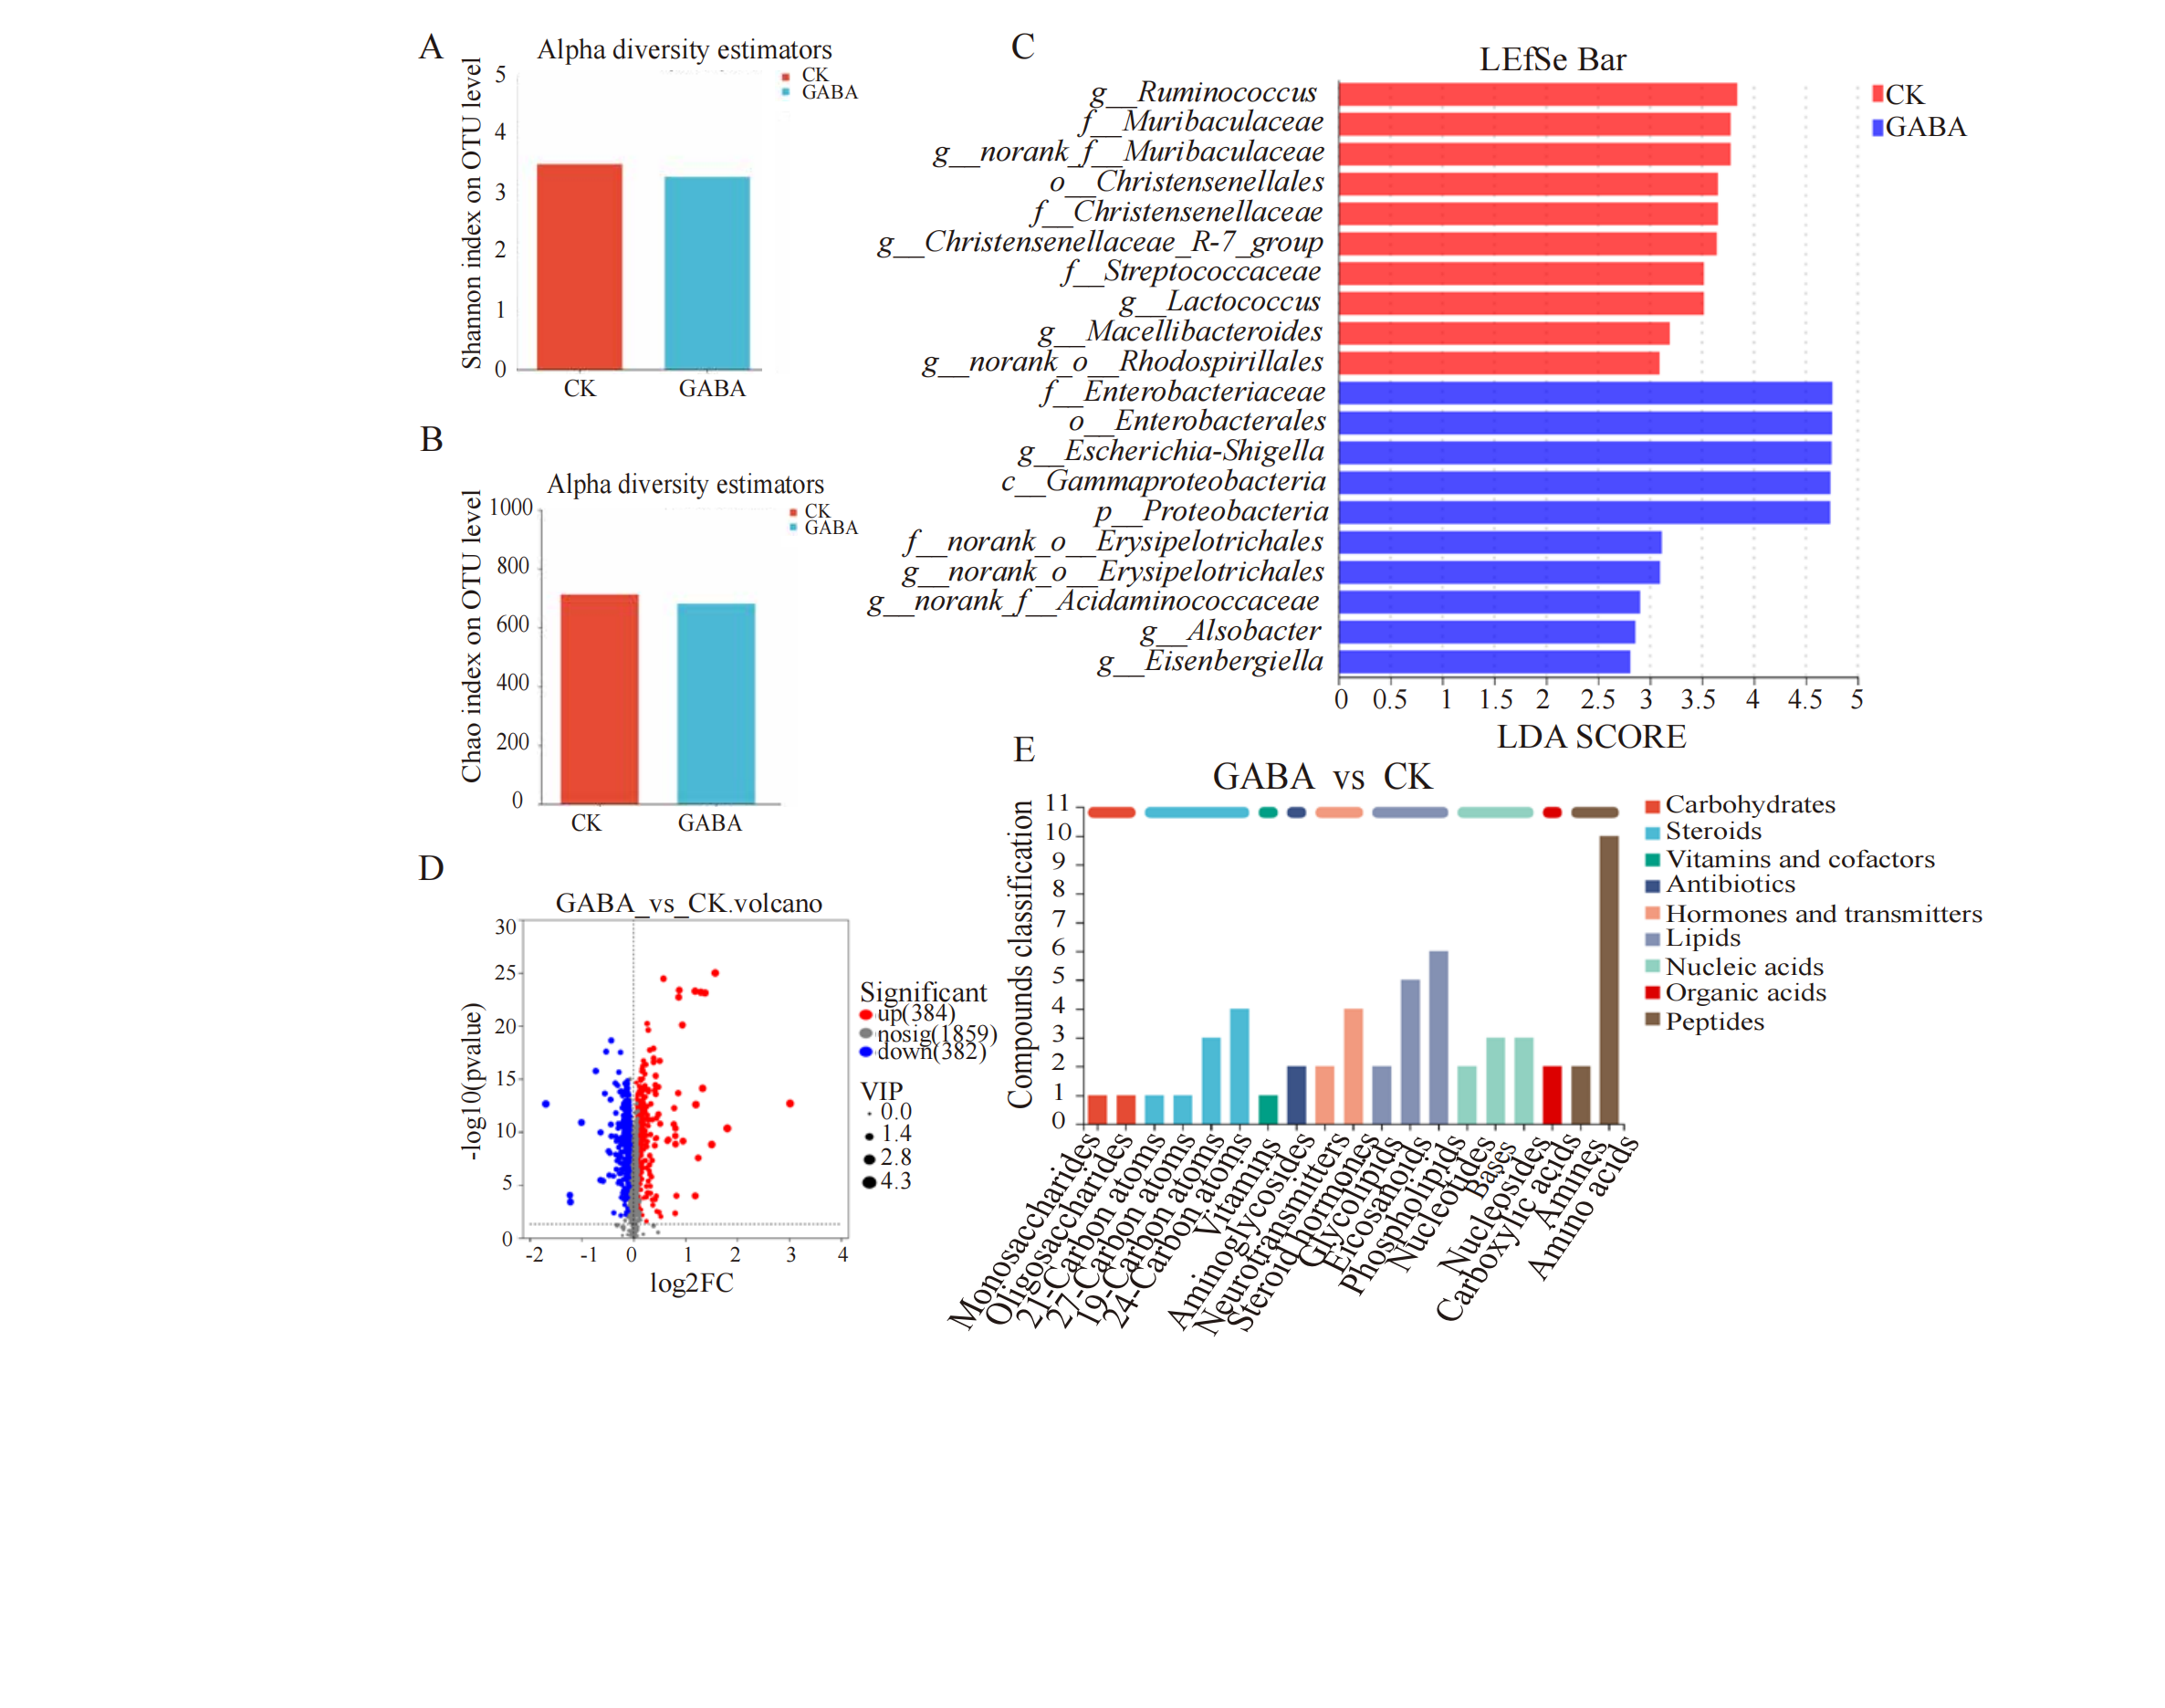 A
Alpha diversity estimators
CK
GABA
Shannon index on OTU level
5
4
3
2
1
0
CK
GABA
B
Alpha diversity estimators
CK
GABA
Chao index on OTU level
1000
800
600
400
200
0
CK
GABA
C
LEfSe Bar
CK
GABA
g__Ruminococcus
f__Muribaculaceae
g__norank_f__Muribaculaceae
o__Christensenellales
f__Christensenellaceae
g__Christensenellaceae_R-7_group
f__Streptococcaceae
g__Lactococcus
g__Macellibacteroides
g__norank_o__Rhodospirillales
f__Enterobacteriaceae
o__Enterobacterales
g__Escherichia-Shigella
c__Gammaproteobacteria
p__Proteobacteria
f__norank_o__Erysipelotrichales
g__norank_o__Erysipelotrichales
g__norank_f__Acidaminococcaceae
g__Alsobacter
g__Eisenbergiella
0 0.5 1 1.5 2 2.5 3 3.5 4 4.5 5
LDA SCORE
D
GABA_vs_CK.volcano
-log10(pvalue)
30
25
20
15
10
5
0
-2 -1 0 1 2 3 4
log2FC
Significant
up(384)
nosig(1859)
down(382)
VIP
0.0
1.4
2.8
4.3
E
GABA vs CK
Compounds classification
11
10
9
8
7
6
5
4
3
2
1
0
Monosaccharides
Oligosaccharides
21-Carbon atoms
27-Carbon atoms
19-Carbon atoms
24-Carbon atoms
Vitamins
Aminoglycosides
Neurotransmitters
Steroid hormones
Glycolipids
Eicosanoids
Phospholipids
Nucleotides
Bases
Nucleosides
Carboxylic acids
Amines
Amino acids
Carbohydrates
Steroids
Vitamins and cofactors
Antibiotics
Hormones and transmitters
Lipids
Nucleic acids
Organic acids
Peptides